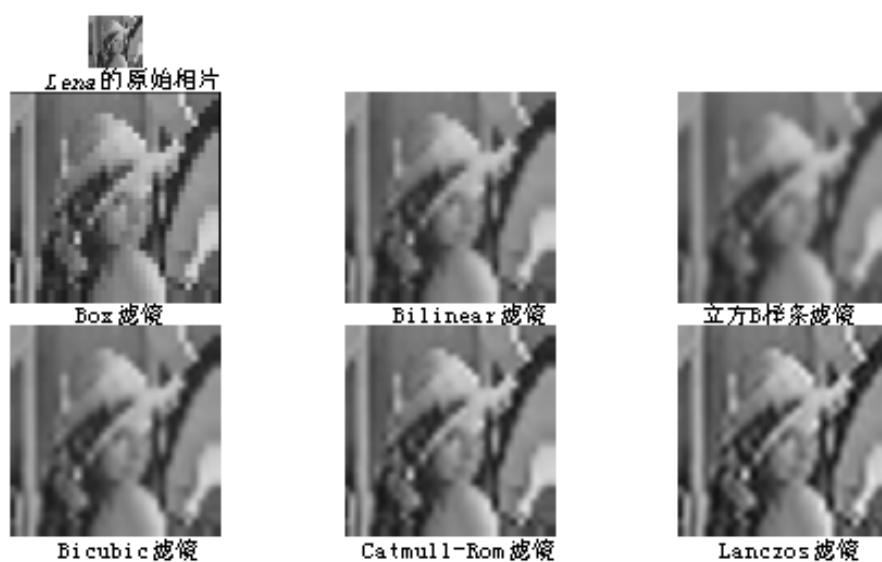 Lena的原始相片
Box滤镜
Bilinear滤镜
立方B样条滤镜
Bicubic滤镜
Catmull-Rom滤镜
Lanczos滤镜